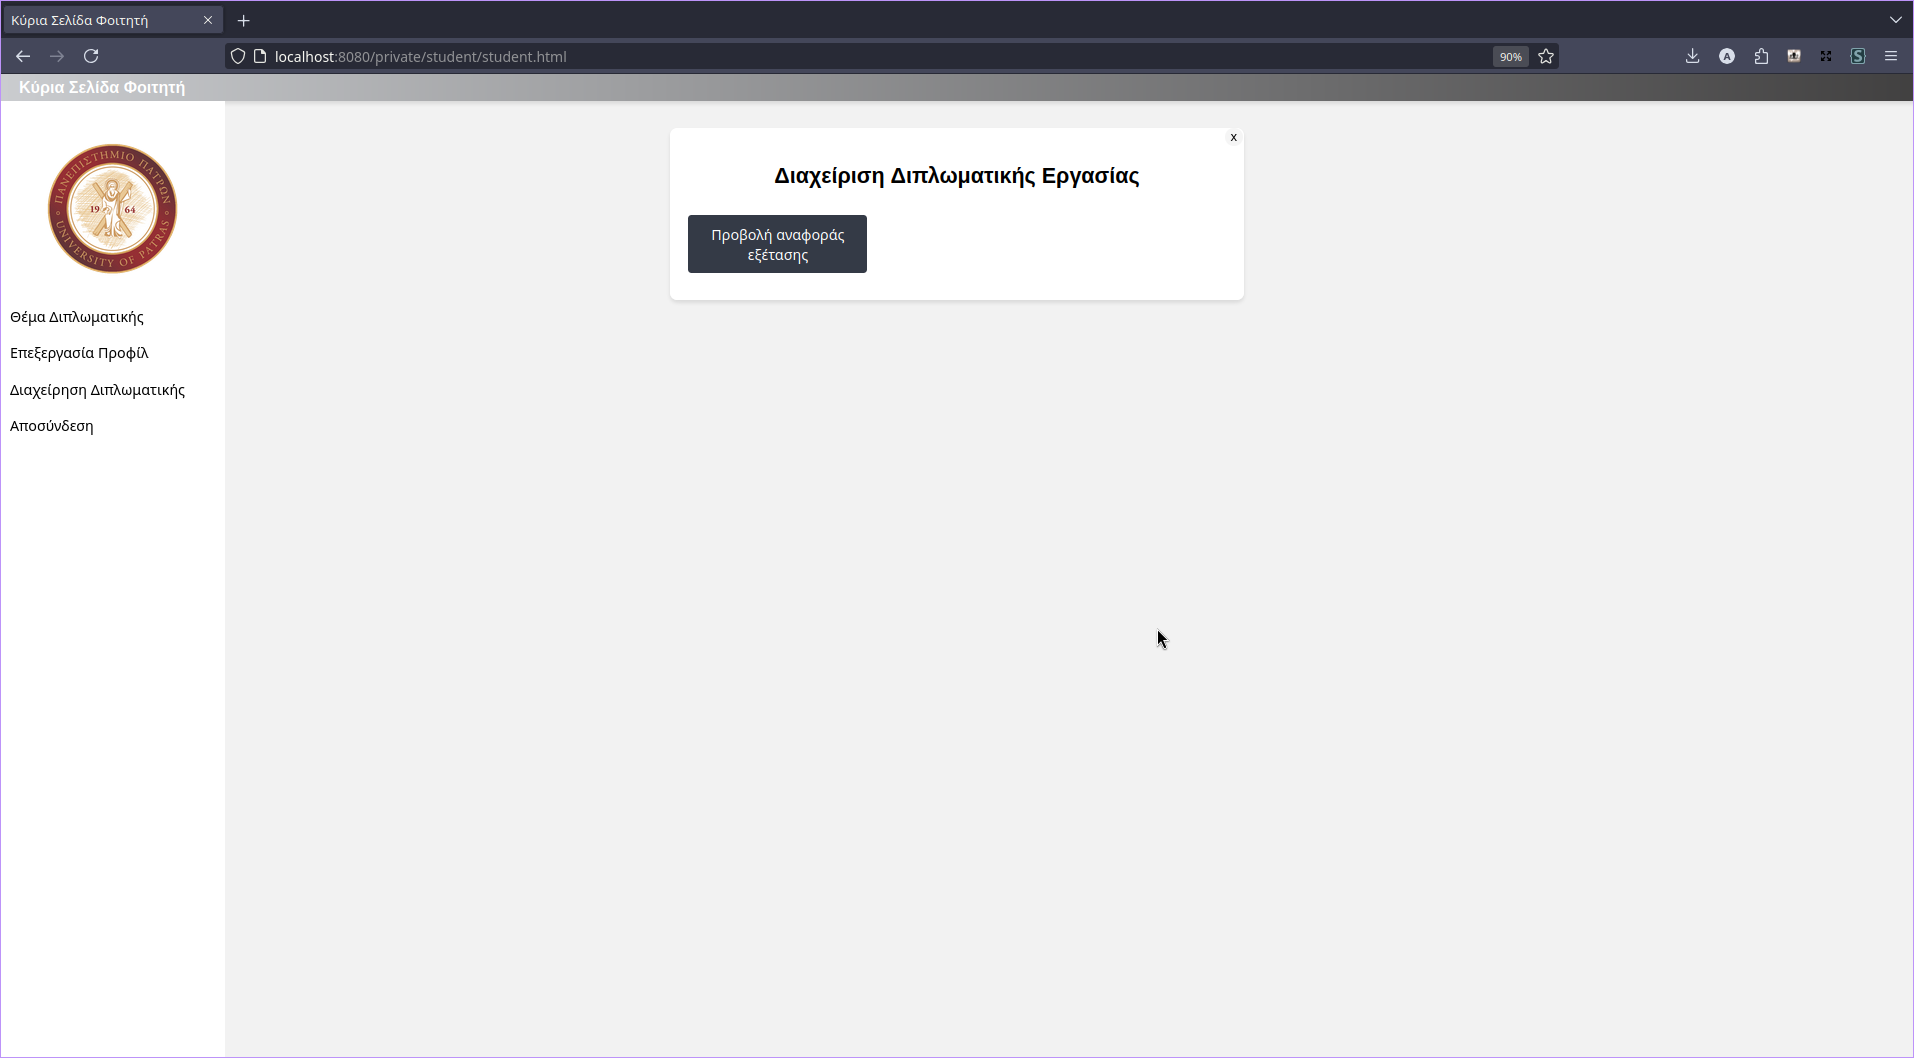 Κύρια Σελίδα Φοιτητή
localhost:8080/private/student/student.html
90%
A
S
Κύρια Σελίδα Φοιτητή
ΠΑΝΕΠΙΣΤΗΜΙΟ ΠΑΤΡΩΝ
19 64
UNIVERSITY OF PATRAS
Θέμα Διπλωματικής
Επεξεργασία Προφίλ
Διαχείρηση Διπλωματικής
Αποσύνδεση
x
Διαχείριση Διπλωματικής Εργασίας
Προβολή αναφοράς
εξέτασης